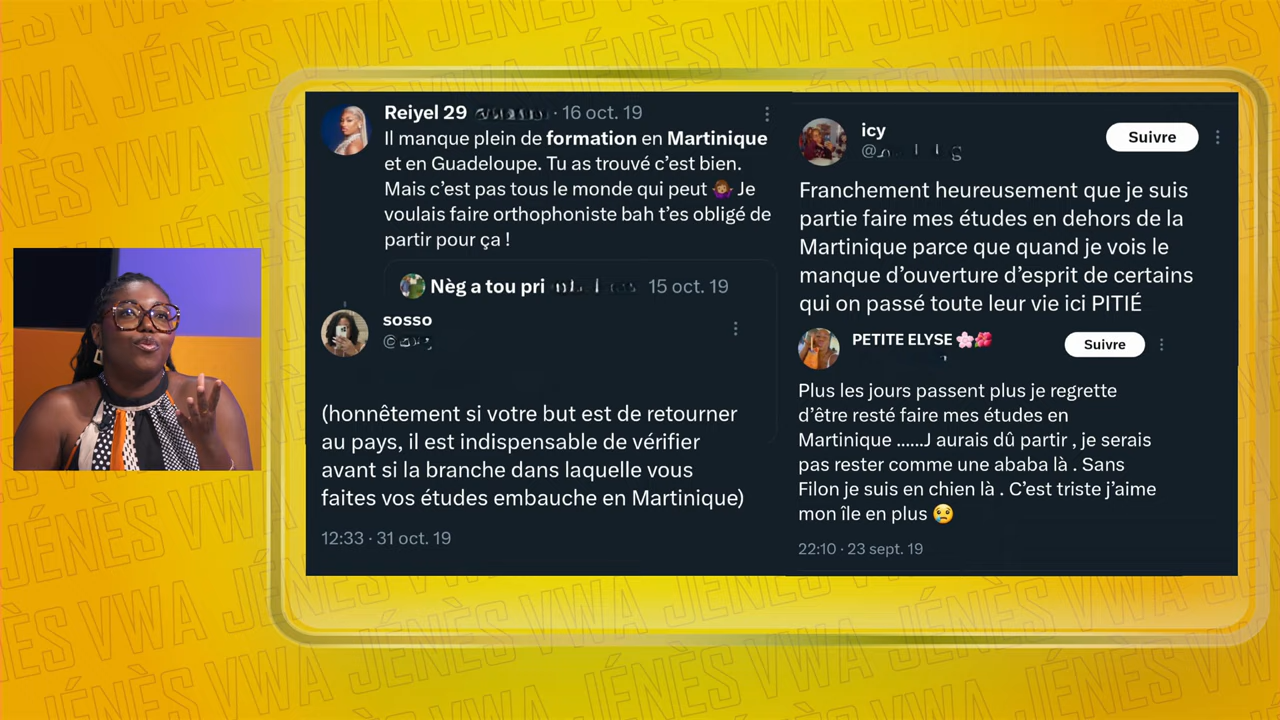 VWA JÉNÈS
Reiyel 29 · 16 oct. 19
Il manque plein de formation en Martinique
et en Guadeloupe. Tu as trouvé c’est bien.
Mais c’est pas tous le monde qui peut 🤷🏽‍♀️ Je
voulais faire orthophoniste bah t’es obligé de
partir pour ça !
Nèg a tou pri 15 oct. 19
sosso
@
(honnêtement si votre but est de retourner
au pays, il est indispensable de vérifier
avant si la branche dans laquelle vous
faites vos études embauche en Martinique)
12:33 · 31 oct. 19
icy
Suivre
@
Franchement heureusement que je suis
partie faire mes études en dehors de la
Martinique parce que quand je vois le
manque d’ouverture d’esprit de certains
qui on passé toute leur vie ici PITIÉ
PETITE ELYSE 🌸🌺
Suivre
Plus les jours passent plus je regrette
d’être resté faire mes études en
Martinique ......J aurais dû partir , je serais
pas rester comme une ababa là . Sans
Filon je suis en chien là . C’est triste j’aime
mon île en plus 😢
22:10 · 23 sept. 19